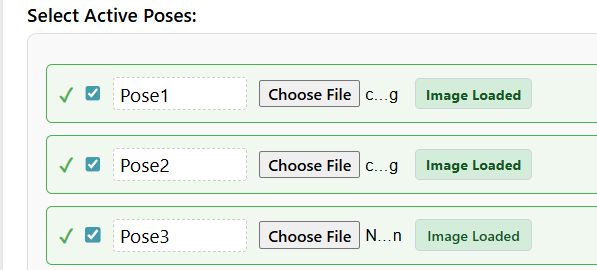 Select Active Poses:
✓ Pose1 Choose File c...g Image Loaded
✓ Pose2 Choose File c...g Image Loaded
✓ Pose3 Choose File N...n Image Loaded